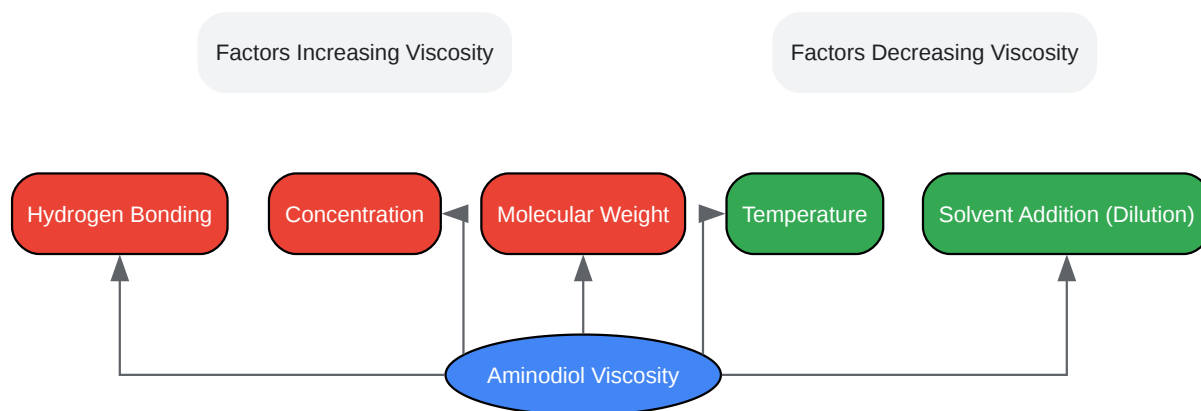 Factors Increasing Viscosity
Factors Decreasing Viscosity
Hydrogen Bonding
Concentration
Molecular Weight
Temperature
Solvent Addition (Dilution)
Aminodiol Viscosity